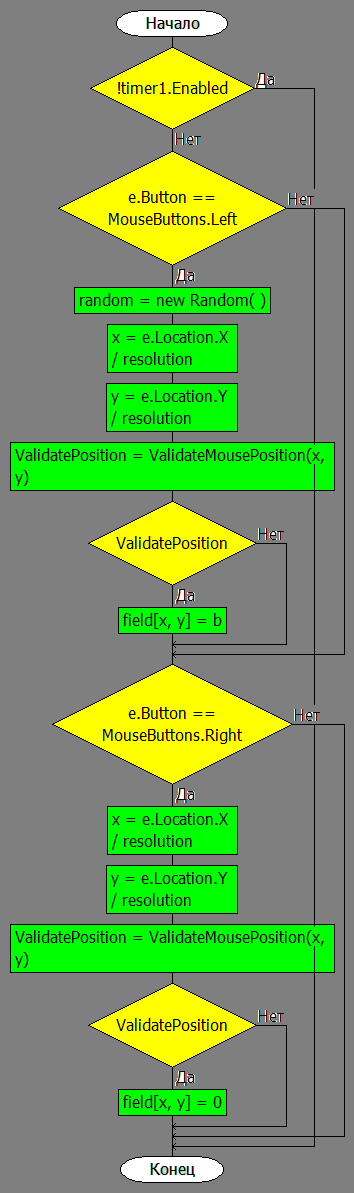 Начало
!timer1.Enabled
Да
Нет
e.Button ==
MouseButtons.Left
Нет
Да
random = new Random( )
x = e.Location.X
/ resolution
y = e.Location.Y
/ resolution
ValidatePosition = ValidateMousePosition(x,
y)
ValidatePosition
Нет
Да
field[x, y] = b
e.Button ==
MouseButtons.Right
Нет
Да
x = e.Location.X
/ resolution
y = e.Location.Y
/ resolution
ValidatePosition = ValidateMousePosition(x,
y)
ValidatePosition
Нет
Да
field[x, y] = 0
Конец